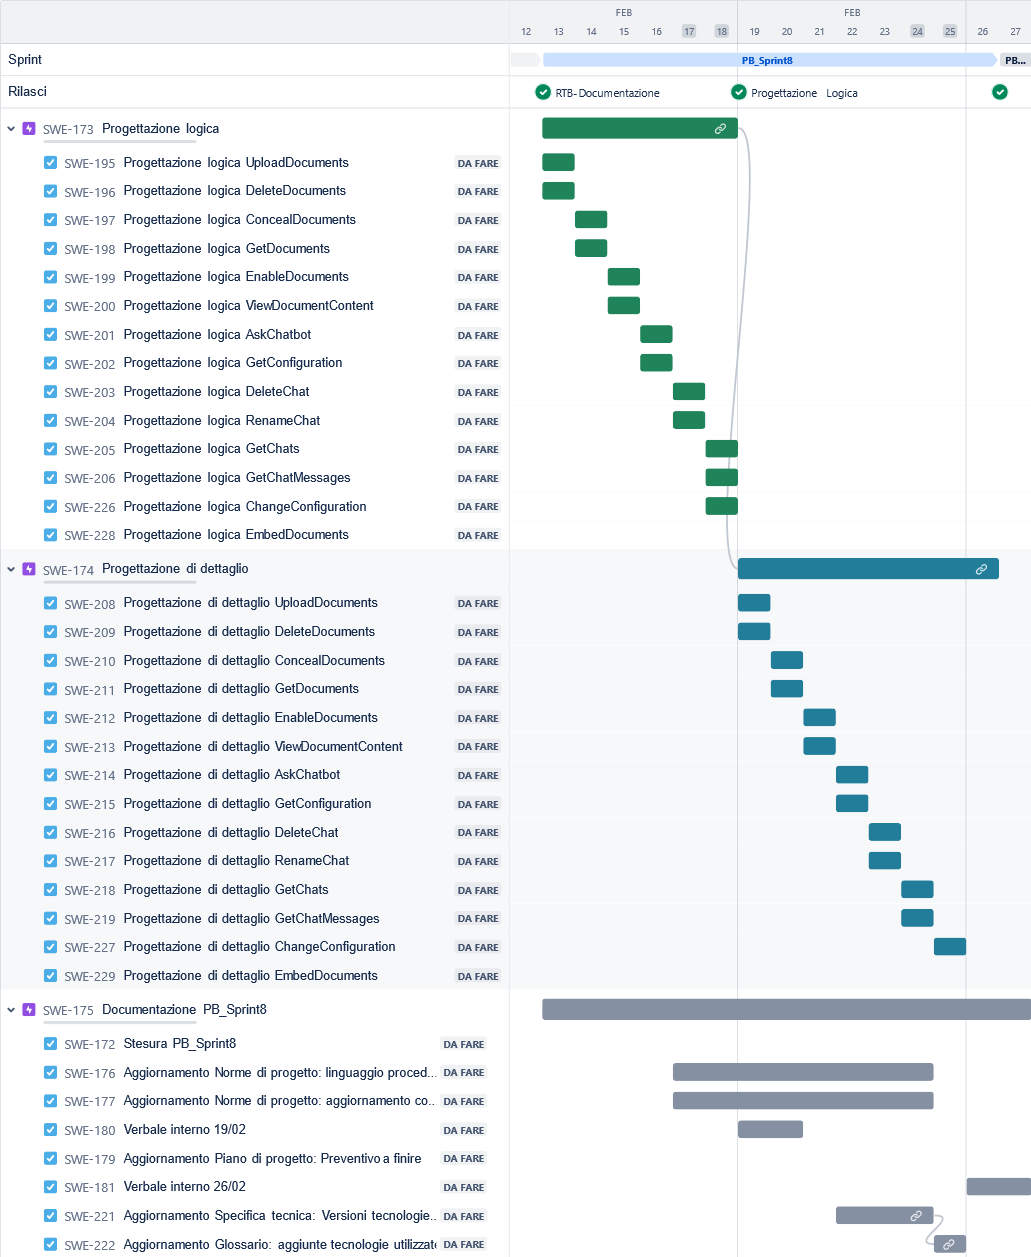 FEB FEB
12 13 14 15 16 17 18 19 20 21 22 23 24 25 26 27
Sprint PB_Sprint8 PB...
Rilasci RTB-Documentazione Progettazione Logica
SWE-173 Progettazione logica
SWE-195 Progettazione logica UploadDocuments DA FARE
SWE-196 Progettazione logica DeleteDocuments DA FARE
SWE-197 Progettazione logica ConcealDocuments DA FARE
SWE-198 Progettazione logica GetDocuments DA FARE
SWE-199 Progettazione logica EnableDocuments DA FARE
SWE-200 Progettazione logica ViewDocumentContent DA FARE
SWE-201 Progettazione logica AskChatbot DA FARE
SWE-202 Progettazione logica GetConfiguration DA FARE
SWE-203 Progettazione logica DeleteChat DA FARE
SWE-204 Progettazione logica RenameChat DA FARE
SWE-205 Progettazione logica GetChats DA FARE
SWE-206 Progettazione logica GetChatMessages DA FARE
SWE-226 Progettazione logica ChangeConfiguration DA FARE
SWE-228 Progettazione logica EmbedDocuments DA FARE
SWE-174 Progettazione di dettaglio
SWE-208 Progettazione di dettaglio UploadDocuments DA FARE
SWE-209 Progettazione di dettaglio DeleteDocuments DA FARE
SWE-210 Progettazione di dettaglio ConcealDocuments DA FARE
SWE-211 Progettazione di dettaglio GetDocuments DA FARE
SWE-212 Progettazione di dettaglio EnableDocuments DA FARE
SWE-213 Progettazione di dettaglio ViewDocumentContent DA FARE
SWE-214 Progettazione di dettaglio AskChatbot DA FARE
SWE-215 Progettazione di dettaglio GetConfiguration DA FARE
SWE-216 Progettazione di dettaglio DeleteChat DA FARE
SWE-217 Progettazione di dettaglio RenameChat DA FARE
SWE-218 Progettazione di dettaglio GetChats DA FARE
SWE-219 Progettazione di dettaglio GetChatMessages DA FARE
SWE-227 Progettazione di dettaglio ChangeConfiguration DA FARE
SWE-229 Progettazione di dettaglio EmbedDocuments DA FARE
SWE-175 Documentazione PB_Sprint8
SWE-172 Stesura PB_Sprint8 DA FARE
SWE-176 Aggiornamento Norme di progetto: linguaggio proced... DA FARE
SWE-177 Aggiornamento Norme di progetto: aggiornamento co... DA FARE
SWE-180 Verbale interno 19/02 DA FARE
SWE-179 Aggiornamento Piano di progetto: Preventivo a finire DA FARE
SWE-181 Verbale interno 26/02 DA FARE
SWE-221 Aggiornamento Specifica tecnica: Versioni tecnologie... DA FARE
SWE-222 Aggiornamento Glossario: aggiunte tecnologie utilizzat DA FARE